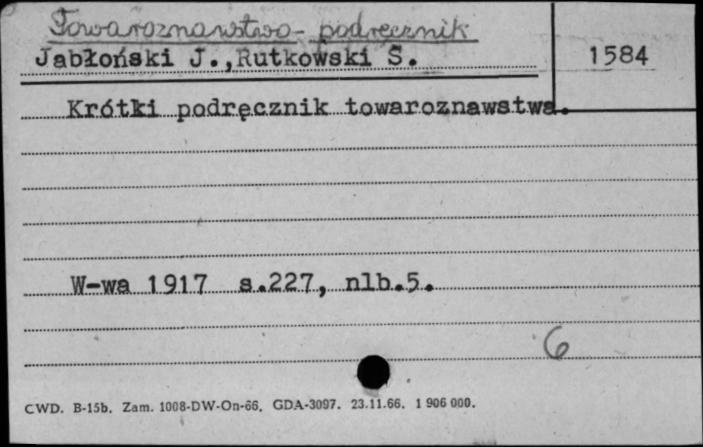 Towaroznawstwo - podręcznik
Jabłoński J.,Rutkowski S.
1584
Krótki podręcznik towaroznawstwa.
W-wa 1917 s.227, nlb.5.
6
CWD. B-15b. Zam. 1008-DW-On-66. GDA-3097. 23.11.66. 1 906 000.